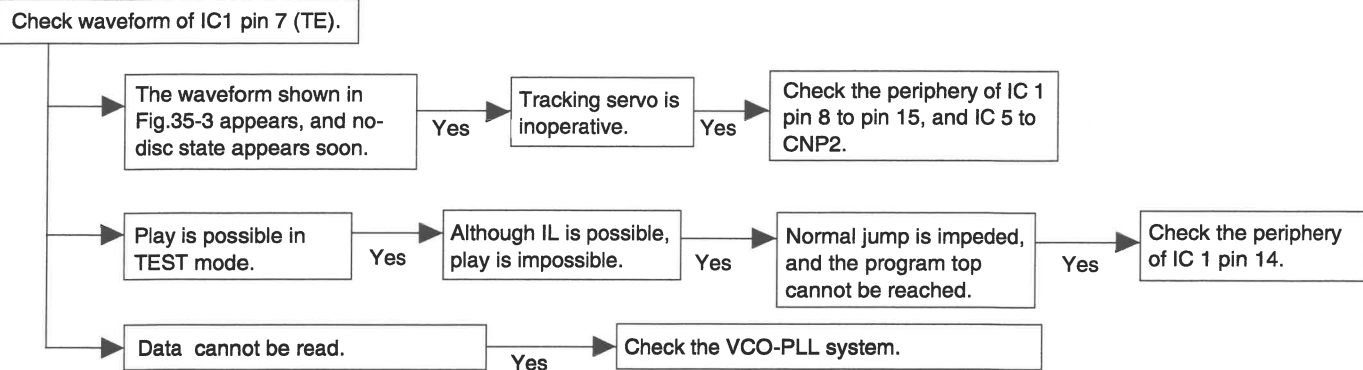 Check waveform of IC1 pin 7 (TE).
The waveform shown in
Fig.35-3 appears, and no-
disc state appears soon.
Yes
Tracking servo is
inoperative.
Yes
Check the periphery of IC 1
pin 8 to pin 15, and IC 5 to
CNP2.
Play is possible in
TEST mode.
Yes
Although IL is possible,
play is impossible.
Yes
Normal jump is impeded,
and the program top
cannot be reached.
Yes
Check the periphery
of IC 1 pin 14.
Data cannot be read.
Yes
Check the VCO-PLL system.